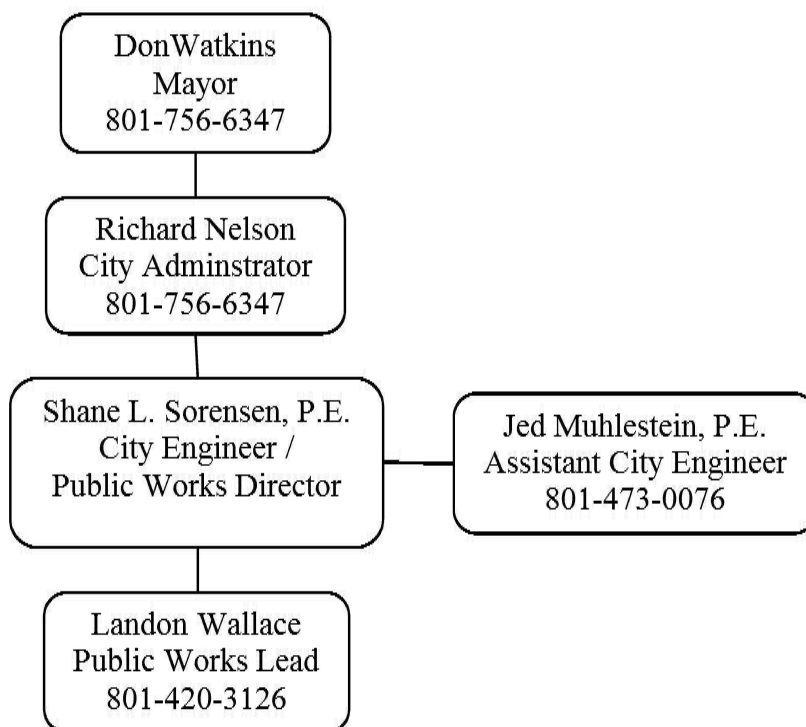 DonWatkins
Mayor
801-756-6347
Richard Nelson
City Adminstrator
801-756-6347
Shane L. Sorensen, P.E.
City Engineer /
Public Works Director
Jed Muhlestein, P.E.
Assistant City Engineer
801-473-0076
Landon Wallace
Public Works Lead
801-420-3126